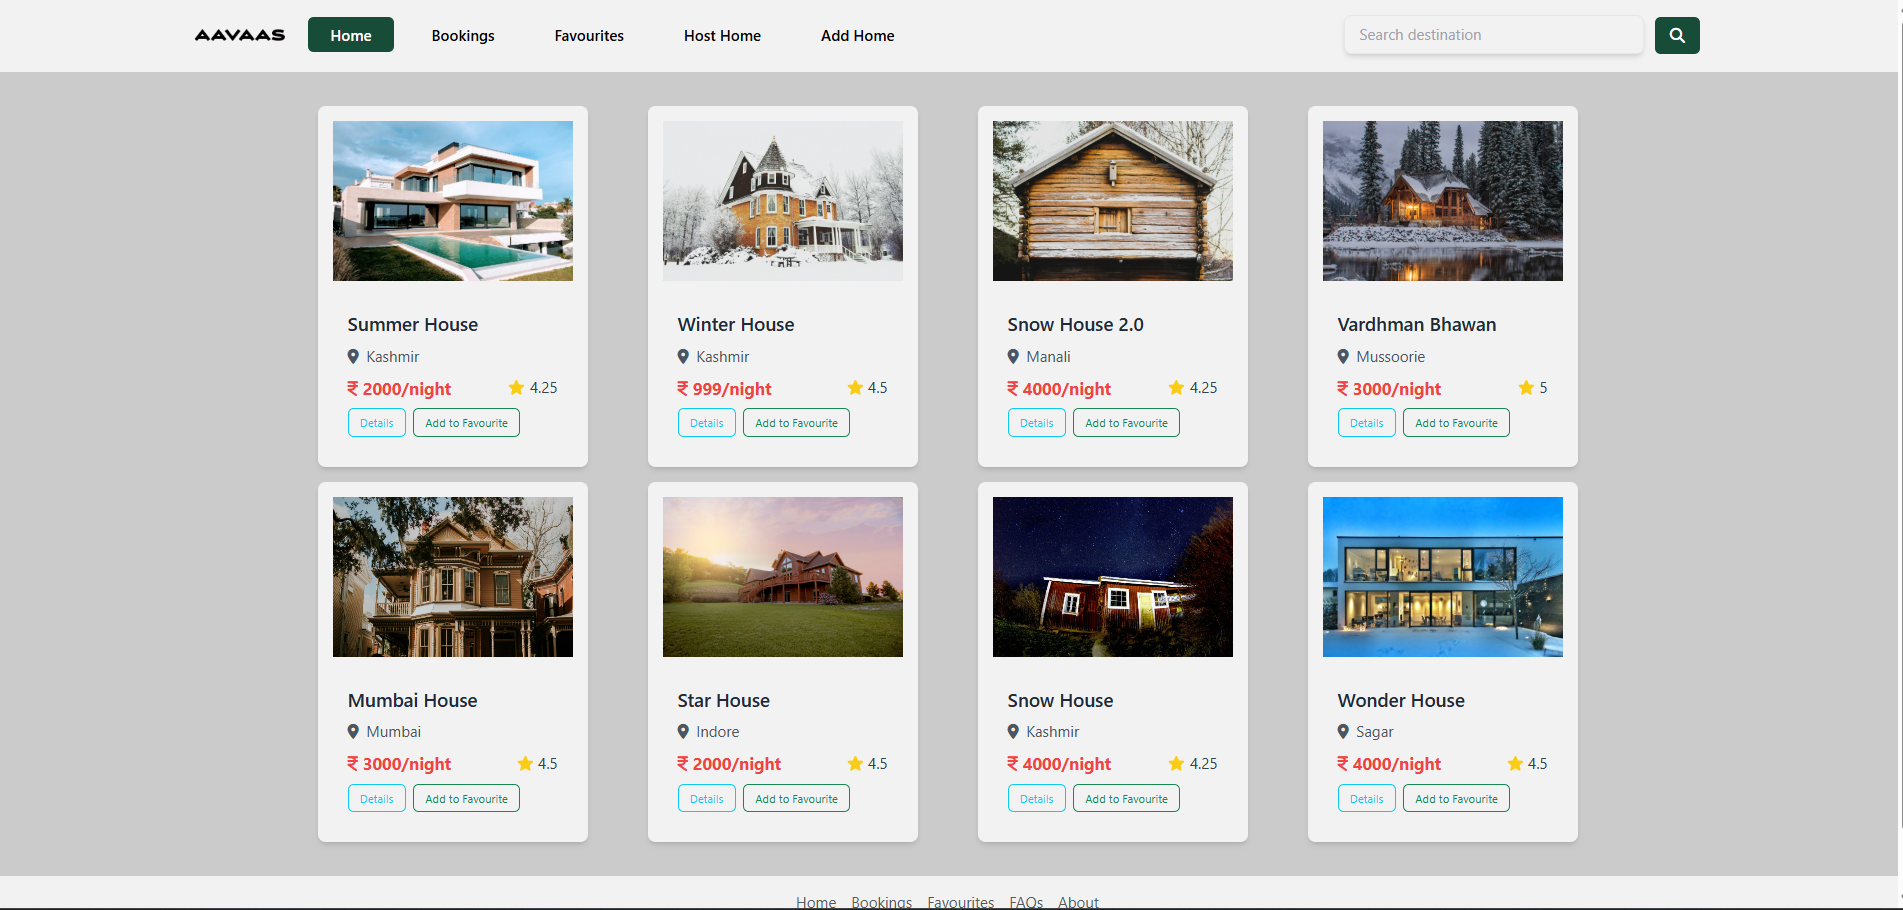 AAVAAS Home Bookings Favourites Host Home Add Home Search destination
Summer House
Kashmir
₹ 2000/night 4.25
Details Add to Favourite
Winter House
Kashmir
₹ 999/night 4.5
Details Add to Favourite
Snow House 2.0
Manali
₹ 4000/night 4.25
Details Add to Favourite
Vardhman Bhawan
Mussoorie
₹ 3000/night 5
Details Add to Favourite
Mumbai House
Mumbai
₹ 3000/night 4.5
Details Add to Favourite
Star House
Indore
₹ 2000/night 4.5
Details Add to Favourite
Snow House
Kashmir
₹ 4000/night 4.25
Details Add to Favourite
Wonder House
Sagar
₹ 4000/night 4.5
Details Add to Favourite
Home Bookings Favourites FAQs About